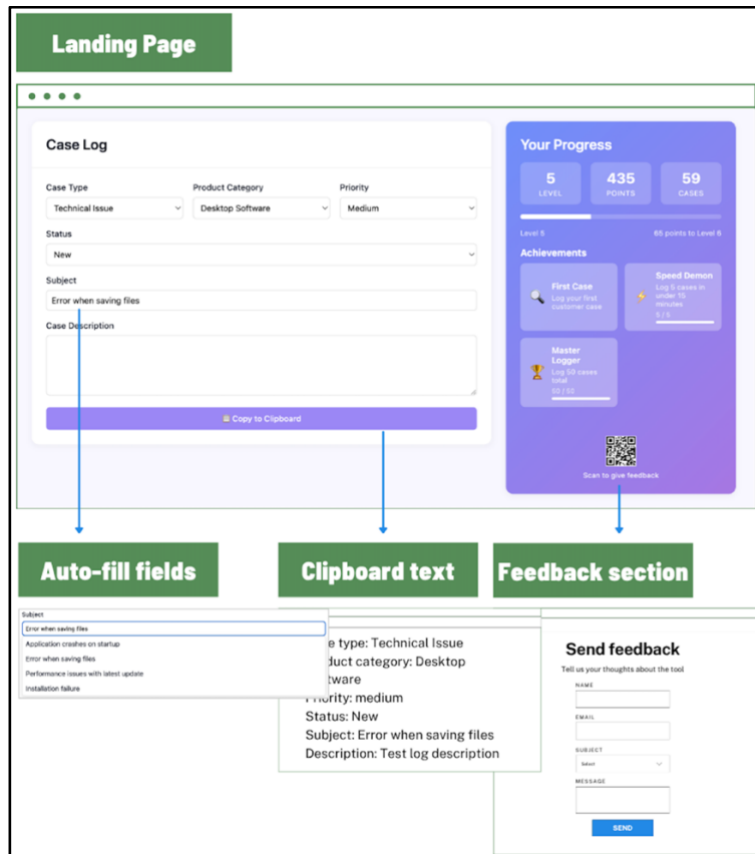 Landing Page
Case Log
Case Type
Product Category
Priority
Technical Issue
Desktop Software
Medium
Status
New
Subject
Error when saving files
Case Description
Copy to Clipboard
Your Progress
5
LEVEL
435
POINTS
59
CASES
Level 5
65 points to Level 6
Achievements
First Case
Log your first
customer case
Speed Demon
Log 5 cases in
under 15
minutes
5 / 5
Master
Logger
Log 50 cases
total
50 / 50
Scan to give feedback
Auto-fill fields
Subject
Error when saving files
Application crashes on startup
Error when saving files
Performance issues with latest update
Installation failure
Clipboard text
type: Technical Issue
category: Desktop
Priority: medium
Status: New
Subject: Error when saving files
Description: Test log description
Feedback section
Send feedback
Tell us your thoughts about the tool
NAME
EMAIL
SUBJECT
Select
MESSAGE
SEND